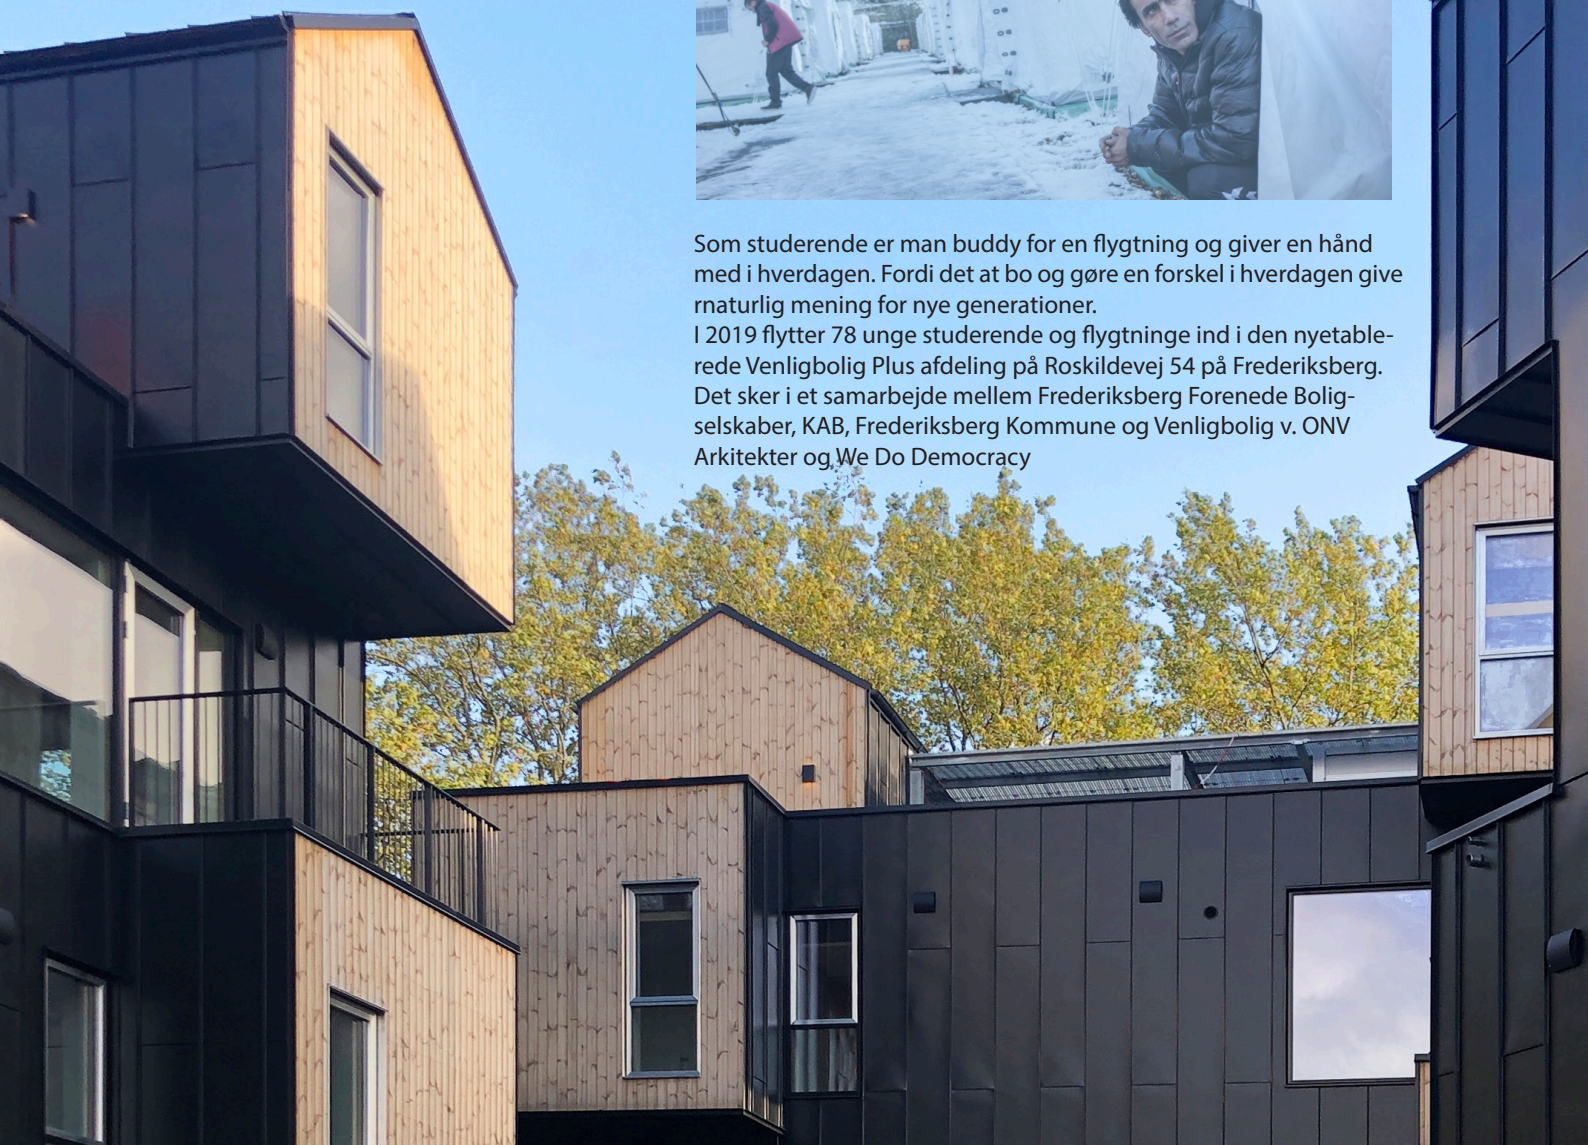 Som studerende er man buddy for en flygtning og giver en hånd
med i hverdagen. Fordi det at bo og gøre en forskel i hverdagen give
rnaturlig mening for nye generationer.
I 2019 flytter 78 unge studerende og flygtninge ind i den nyetable-
rede Venligbolig Plus afdeling på Roskildevej 54 på Frederiksberg.
Det sker i et samarbejde mellem Frederiksberg Forenede Bolig-
selskaber, KAB, Frederiksberg Kommune og Venligbolig v. ONV
Arkitekter og We Do Democracy